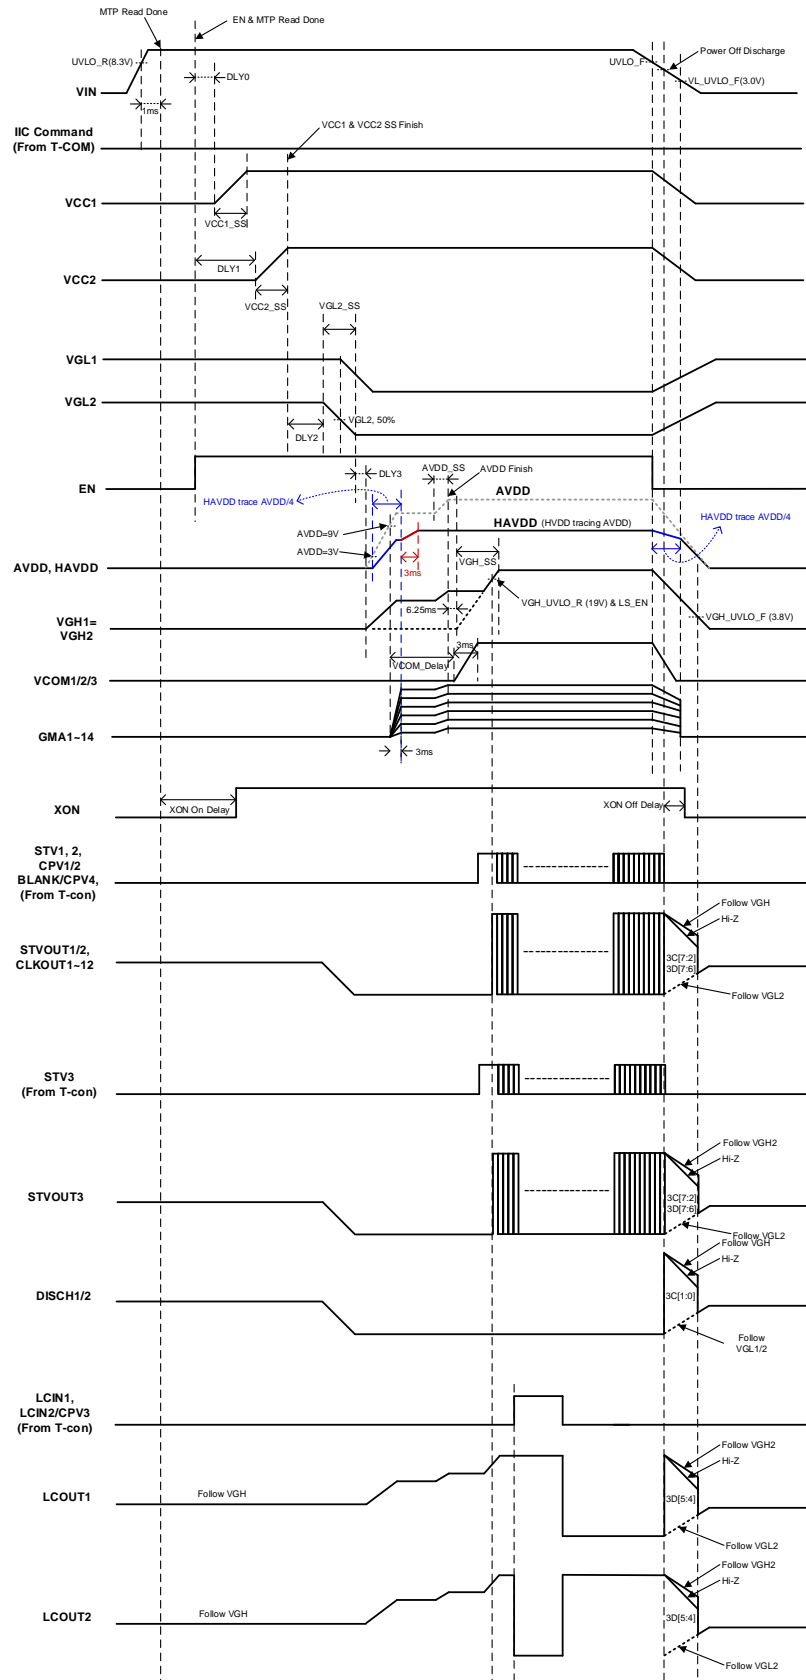 MTP Read Done
EN & MTP Read Done
UVLO_R(8.3V)
DLY0
UVLO_F
Power Off Discharge
VL_UVLO_F(3.0V)
VIN
1ms
IIC Command
(From T-COM)
VCC1 & VCC2 SS Finish
VCC1
VCC1_SS
DLY1
VCC2
VCC2_SS
VGL2_SS
VGL1
VGL2
VGL2, 50%
DLY2
DLY3
AVDD_SS
AVDD Finish
EN
HAVDD trace AVDD/4
AVDD
AVDD=9V
HAVDD (HVDD tracing AVDD)
HAVDD trace AVDD/4
AVDD=3V
VGH_SS
AVDD, HAVDD
3ms
VGH_UVLO_R (19V) & LS_EN
6.25ms
VGH1=
VGH2
VGH_UVLO_F (3.8V)
3ms
VCOM_Delay
VCOM1/2/3
GMA1~14
3ms
XON
XON On Delay
XON Off Delay
STV1, 2,
CPV1/2
BLANK/CPV4,
(From T-con)
Follow VGH
Hi-Z
STVOUT1/2,
CLKOUT1~12
3C[7:2]
3D[7:6]
Follow VGL2
STV3
(From T-con)
Follow VGH2
Hi-Z
STVOUT3
3C[7:2]
3D[7:6]
Follow VGL2
Follow VGH
Hi-Z
DISCH1/2
3C[1:0]
Follow
VGL1/2
LCIN1,
LCIN2/CPV3
(From T-con)
Follow VGH2
Hi-Z
LCOUT1
Follow VGH
3D[5:4]
Follow VGL2
Follow VGH2
Hi-Z
LCOUT2
Follow VGH
3D[5:4]
Follow VGL2